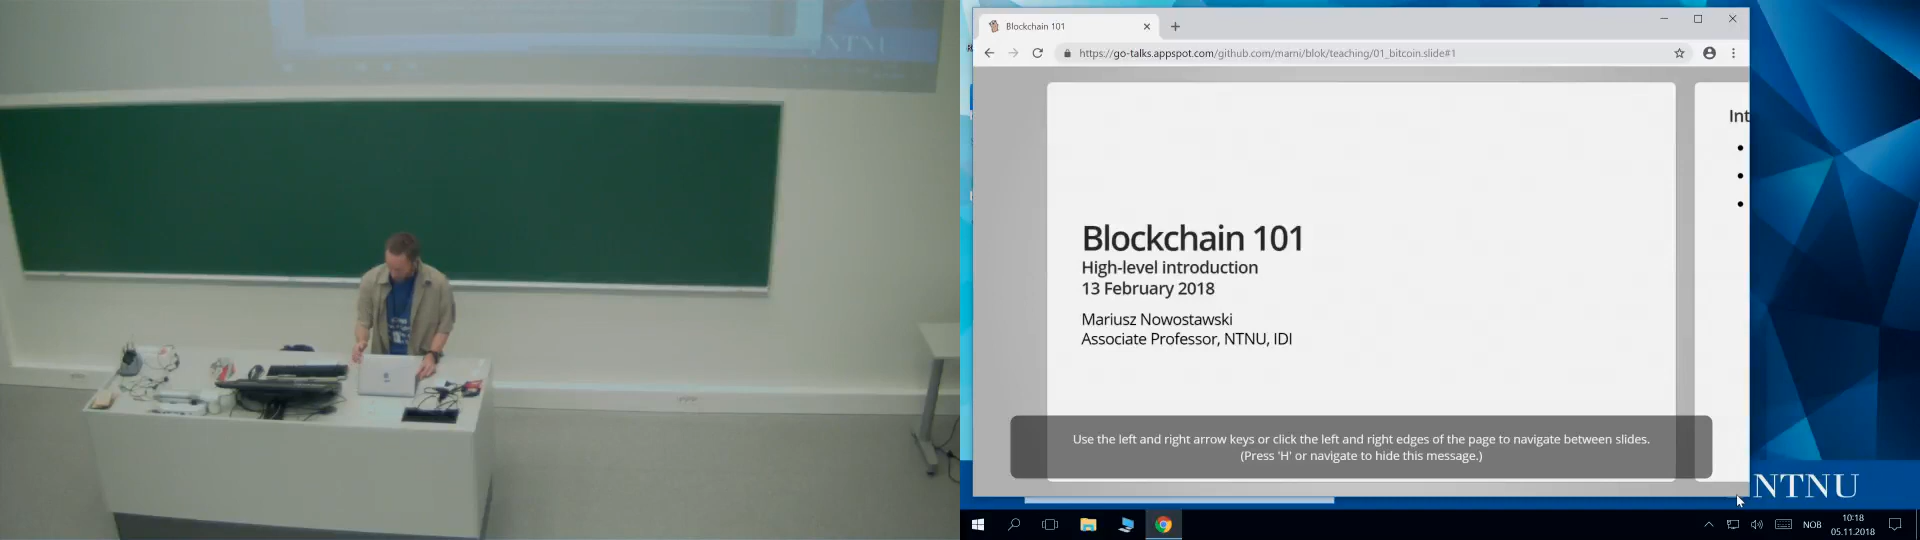 NTNU
Blockchain 101
https://go-talks.appspot.com/github.com/mami/blok/teaching/01_bitcoin.slide#1
Int
Blockchain 101
High-level introduction
13 February 2018
Mariusz Nowostawski
Associate Professor, NTNU, IDI
Use the left and right arrow keys or click the left and right edges of the page to navigate between slides.
(Press 'H' or navigate to hide this message.)
NTNU
NOB
10:18
05.11.2018